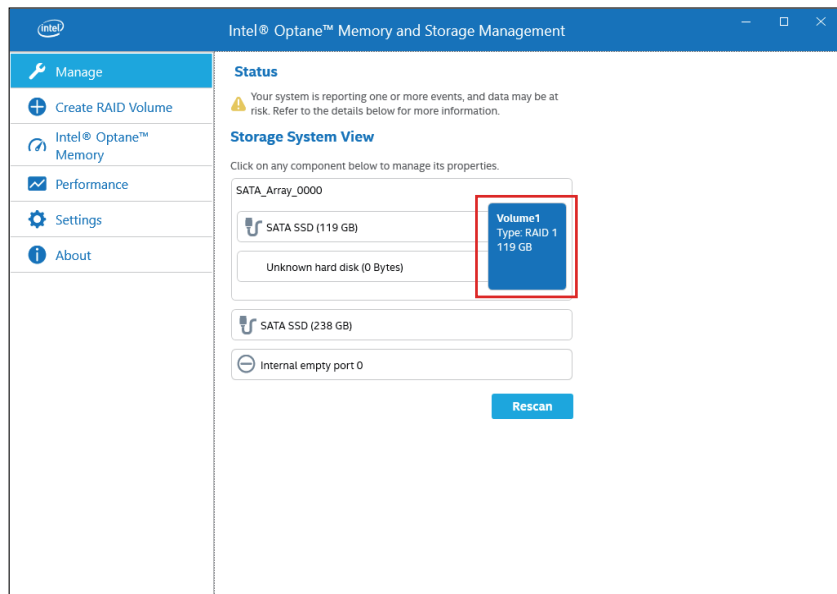 intel
Intel® Optane™ Memory and Storage Management
Manage
Create RAID Volume
Intel® Optane™
Memory
Performance
Settings
About
Status
Your system is reporting one or more events, and data may be at
risk. Refer to the details below for more information.
Storage System View
Click on any component below to manage its properties.
SATA_Array_0000
SATA SSD (119 GB)
Unknown hard disk (0 Bytes)
Volume1
Type: RAID 1
119 GB
SATA SSD (238 GB)
Internal empty port 0
Rescan